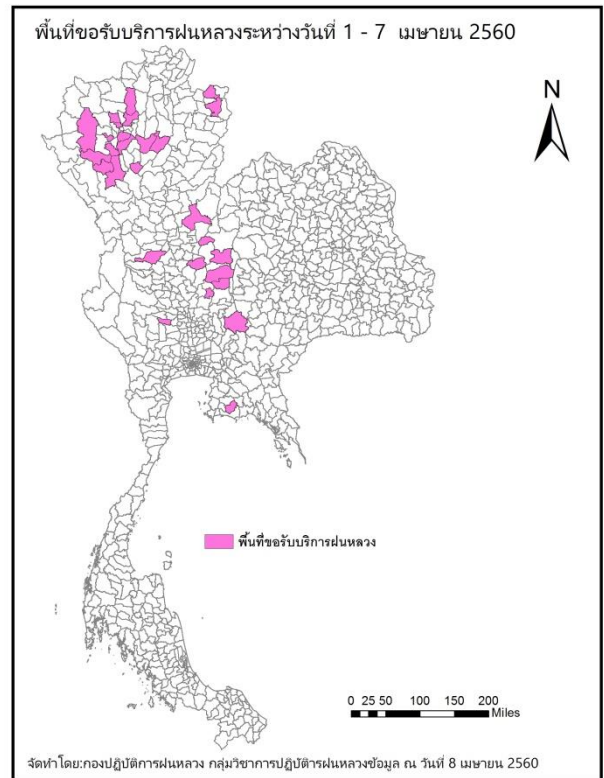 พื้นที่ขอรับบริการฝนหลวงระหว่างวันที่ 1 - 7 เมษายน 2560
N
พื้นที่ขอรับบริการฝนหลวง
0 25 50 100 150 200
Miles
จัดทำโดย:กองปฏิบัติการฝนหลวง กลุ่มวิชาการปฏิบัติารฝนหลวงข้อมูล ณ วันที่ 8 เมษายน 2560